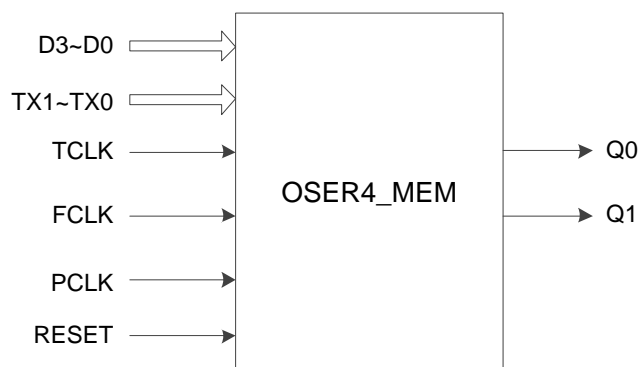 D3~D0
TX1~TX0
TCLK
FCLK
PCLK
RESET
OSER4_MEM
Q0
Q1